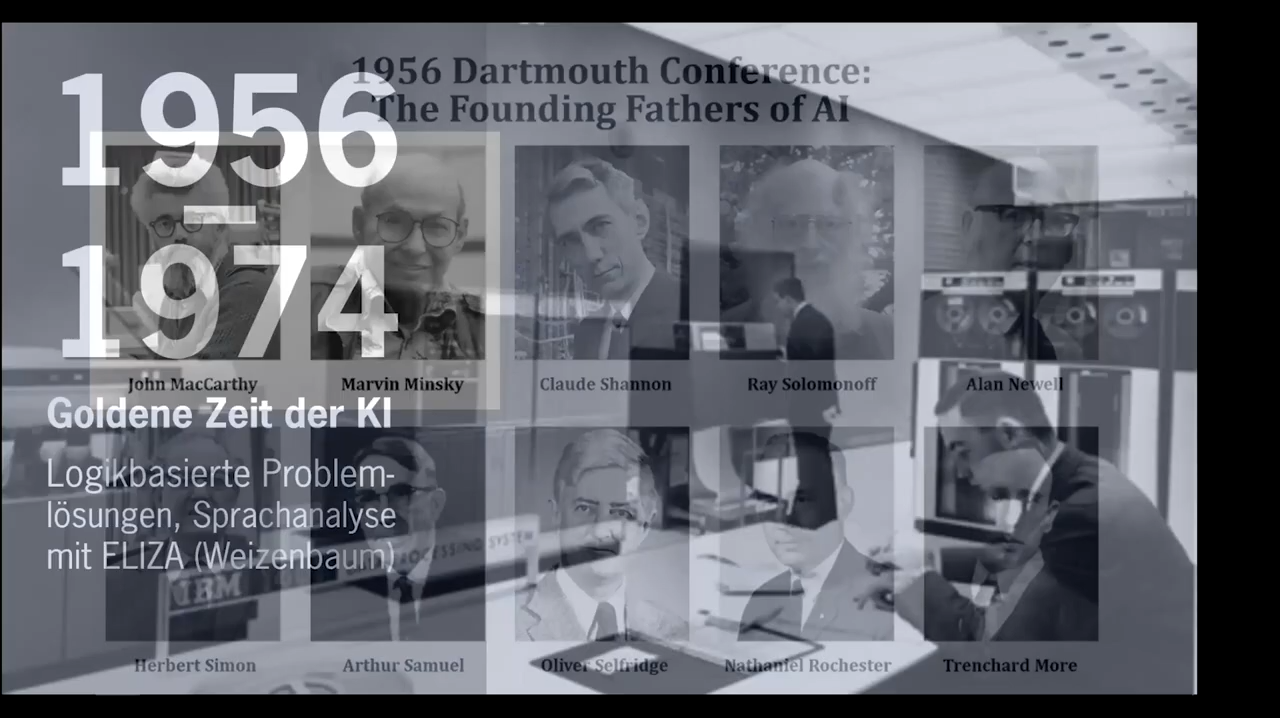 1956 Dartmouth Conference:
The Founding Fathers of AI
1956
–
1974
John MacCarthy
Marvin Minsky
Claude Shannon
Ray Solomonoff
Alan Newell
Goldene Zeit der KI
Logikbasierte Problem-
lösungen, Sprachanalyse
mit ELIZA (Weizenbaum)
PROCESSING SYSTEM
IBM
Herbert Simon
Arthur Samuel
Oliver Selfridge
Nathaniel Rochester
Trenchard More